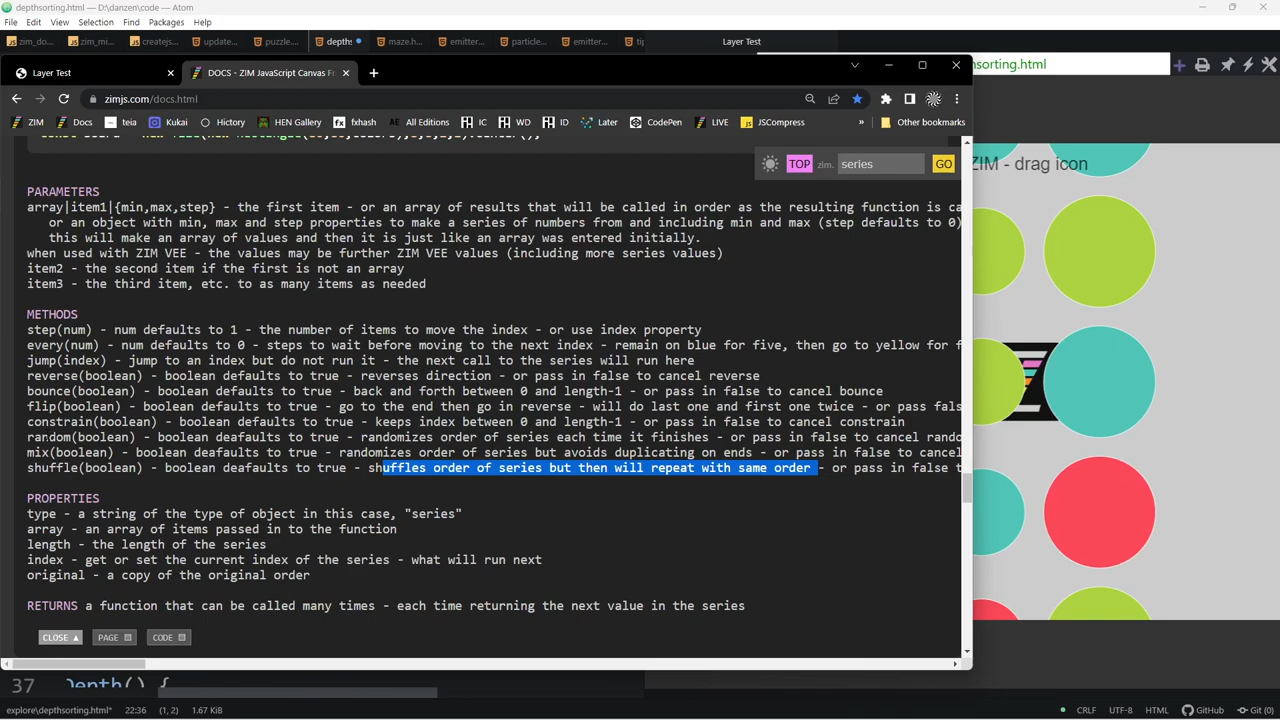 depthsorting.html — D:\danzen\code — Atom
File Edit View Selection Find Packages Help
zim_do... zim_mi... createjs... update... puzzle... depths maze.h... emitter... particle... emitter... tip
Layer Test
Layer Test
DOCS - ZIM JavaScript Canvas Fr
sorting.html
zimjs.com/docs.html
ZIM Docs teia Kukai History HEN Gallery fxhash All Editions IC WD ID Later CodePen LIVE JSCompress » Other bookmarks
TOP zim. series GO
ZIM - drag icon
PARAMETERS
array|item1|{min,max,step} - the first item - or an array of results that will be called in order as the resulting function is ca
or an object with min, max and step properties to make a series of numbers from and including min and max (step defaults to 0)
this will make an array of values and then it is just like an array was entered initially.
when used with ZIM VEE - the values may be further ZIM VEE values (including more series values)
item2 - the second item if the first is not an array
item3 - the third item, etc. to as many items as needed
METHODS
step(num) - num defaults to 1 - the number of items to move the index - or use index property
every(num) - num defaults to 0 - steps to wait before moving to the next index - remain on blue for five, then go to yellow for f
jump(index) - jump to an index but do not run it - the next call to the series will run here
reverse(boolean) - boolean defaults to true - reverses direction - or pass in false to cancel reverse
bounce(boolean) - boolean defaults to true - back and forth between 0 and length-1 - or pass in false to cancel bounce
flip(boolean) - boolean defaults to true - go to the end then go in reverse - will do last one and first one twice - or pass fals
constrain(boolean) - boolean defaults to true - keeps index between 0 and length-1 - or pass in false to cancel constrain
random(boolean) - boolean deafaults to true - randomizes order of series each time it finishes - or pass in false to cancel rando
mix(boolean) - boolean deafaults to true - randomizes order of series but avoids duplicating on ends - or pass in false to cancel
shuffle(boolean) - boolean deafaults to true - shuffles order of series but then will repeat with same order - or pass in false t
PROPERTIES
type - a string of the type of object in this case, "series"
array - an array of items passed in to the function
length - the length of the series
index - get or set the current index of the series - what will run next
original - a copy of the original order
RETURNS a function that can be called many times - each time returning the next value in the series
CLOSE ▲ PAGE CODE
37 Depth() {
explore\depthsorting.html* 22:36 (1, 2) 1.67 KiB CRLF UTF-8 HTML GitHub Git (0)